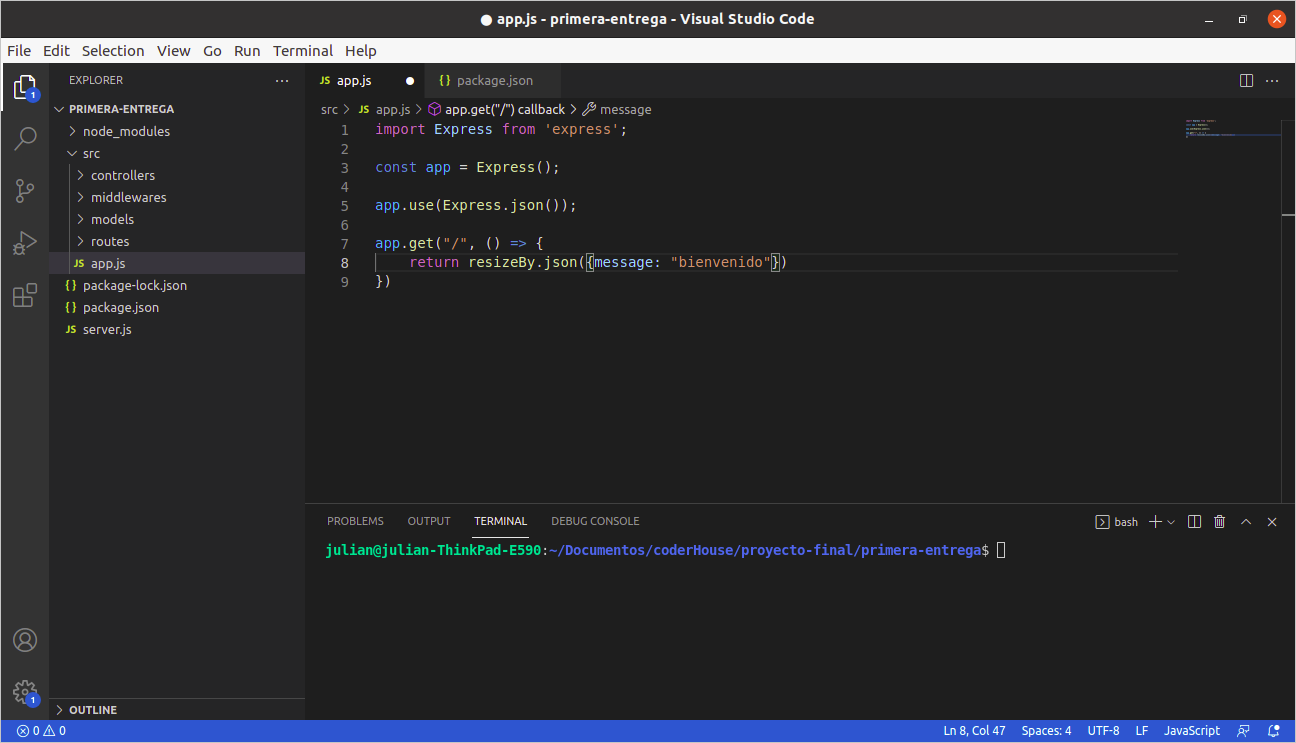 ● app.js - primera-entrega - Visual Studio Code
File Edit Selection View Go Run Terminal Help
EXPLORER
PRIMERA-ENTREGA
node_modules
src
controllers
middlewares
models
routes
JS app.js
{} package-lock.json
{} package.json
JS server.js
OUTLINE
1
1
JS app.js ●
{} package.json
src > JS app.js > app.get("/") callback > message
1 import Express from 'express';
2
3 const app = Express();
4
5 app.use(Express.json());
6
7 app.get("/", () => {
8 return resizeBy.json({message: "bienvenido"})
9 })
PROBLEMS OUTPUT TERMINAL DEBUG CONSOLE
bash
julian@julian-ThinkPad-E590:~/Documentos/coderHouse/proyecto-final/primera-entrega$
0 0
Ln 8, Col 47 Spaces: 4 UTF-8 LF JavaScript